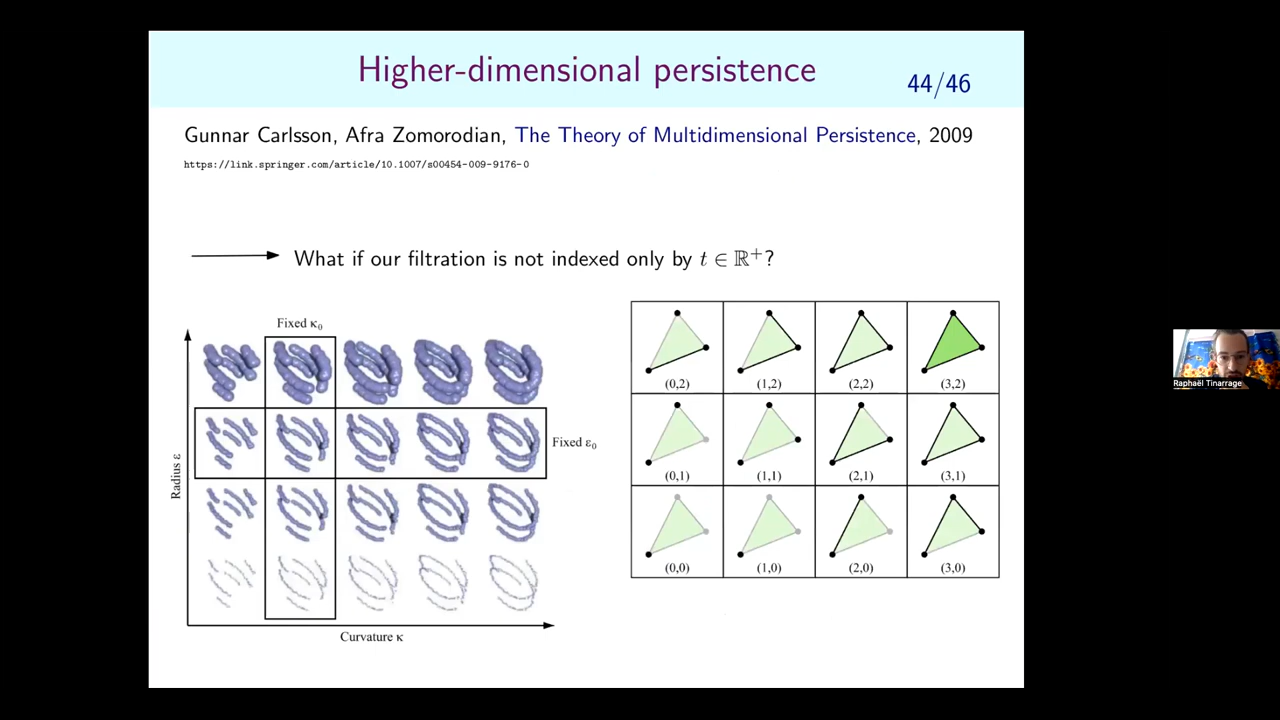 Higher-dimensional persistence
44/46
Gunnar Carlsson, Afra Zomorodian, The Theory of Multidimensional Persistence, 2009
https://link.springer.com/article/10.1007/s00454-009-9176-0
What if our filtration is not indexed only by t ∈ ℝ⁺?
Fixed κ₀
Fixed ε₀
Radius ε
Curvature κ
(0,2) (1,2) (2,2) (3,2)
(0,1) (1,1) (2,1) (3,1)
(0,0) (1,0) (2,0) (3,0)
Raphaël Tinarrage